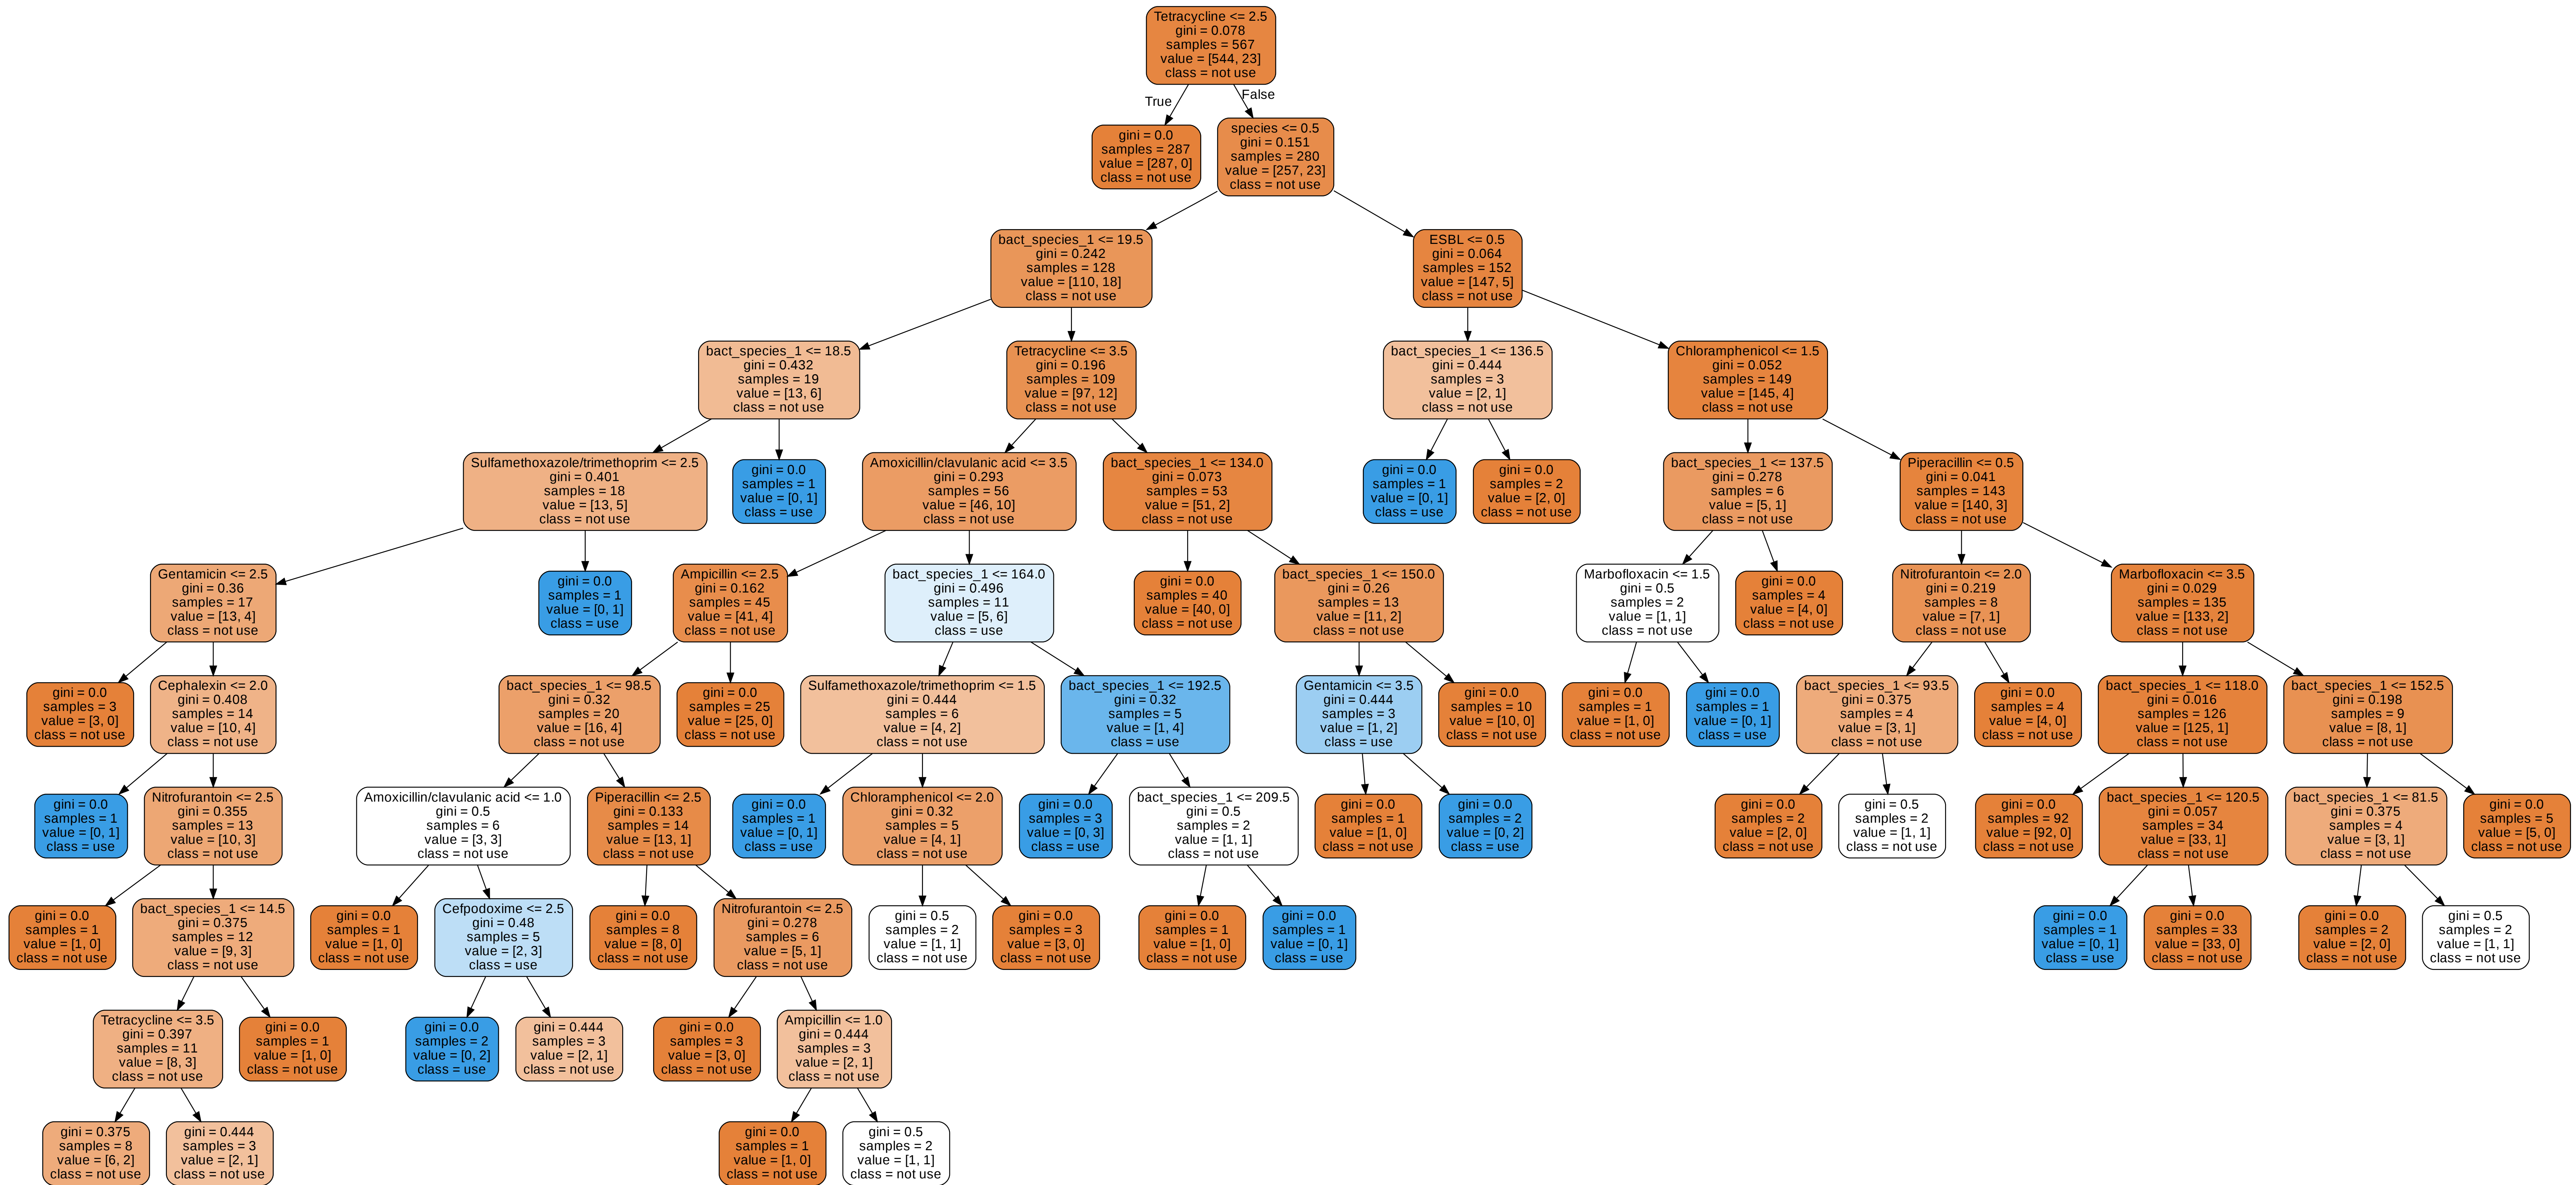 Tetracycline <= 2.5
gini = 0.078
samples = 567
value = [544, 23]
class = not use
True
False
gini = 0.0
samples = 287
value = [287, 0]
class = not use
species <= 0.5
gini = 0.151
samples = 280
value = [257, 23]
class = not use
bact_species_1 <= 19.5
gini = 0.242
samples = 128
value = [110, 18]
class = not use
ESBL <= 0.5
gini = 0.064
samples = 152
value = [147, 5]
class = not use
bact_species_1 <= 18.5
gini = 0.432
samples = 19
value = [13, 6]
class = not use
Tetracycline <= 3.5
gini = 0.196
samples = 109
value = [97, 12]
class = not use
bact_species_1 <= 136.5
gini = 0.444
samples = 3
value = [2, 1]
class = not use
Chloramphenicol <= 1.5
gini = 0.052
samples = 149
value = [145, 4]
class = not use
Sulfamethoxazole/trimethoprim <= 2.5
gini = 0.401
samples = 18
value = [13, 5]
class = not use
gini = 0.0
samples = 1
value = [0, 1]
class = use
Amoxicillin/clavulanic acid <= 3.5
gini = 0.293
samples = 56
value = [46, 10]
class = not use
bact_species_1 <= 134.0
gini = 0.073
samples = 53
value = [51, 2]
class = not use
gini = 0.0
samples = 1
value = [0, 1]
class = use
gini = 0.0
samples = 2
value = [2, 0]
class = not use
bact_species_1 <= 137.5
gini = 0.278
samples = 6
value = [5, 1]
class = not use
Piperacillin <= 0.5
gini = 0.041
samples = 143
value = [140, 3]
class = not use
Gentamicin <= 2.5
gini = 0.36
samples = 17
value = [13, 4]
class = not use
gini = 0.0
samples = 1
value = [0, 1]
class = use
Ampicillin <= 2.5
gini = 0.162
samples = 45
value = [41, 4]
class = not use
bact_species_1 <= 164.0
gini = 0.496
samples = 11
value = [5, 6]
class = use
gini = 0.0
samples = 40
value = [40, 0]
class = not use
bact_species_1 <= 150.0
gini = 0.26
samples = 13
value = [11, 2]
class = not use
Marbofloxacin <= 1.5
gini = 0.5
samples = 2
value = [1, 1]
class = not use
gini = 0.0
samples = 4
value = [4, 0]
class = not use
Nitrofurantoin <= 2.0
gini = 0.219
samples = 8
value = [7, 1]
class = not use
Marbofloxacin <= 3.5
gini = 0.029
samples = 135
value = [133, 2]
class = not use
gini = 0.0
samples = 3
value = [3, 0]
class = not use
Cephalexin <= 2.0
gini = 0.408
samples = 14
value = [10, 4]
class = not use
bact_species_1 <= 98.5
gini = 0.32
samples = 20
value = [16, 4]
class = not use
gini = 0.0
samples = 25
value = [25, 0]
class = not use
Sulfamethoxazole/trimethoprim <= 1.5
gini = 0.444
samples = 6
value = [4, 2]
class = not use
bact_species_1 <= 192.5
gini = 0.32
samples = 5
value = [1, 4]
class = use
Gentamicin <= 3.5
gini = 0.444
samples = 3
value = [1, 2]
class = use
gini = 0.0
samples = 10
value = [10, 0]
class = not use
gini = 0.0
samples = 1
value = [1, 0]
class = not use
gini = 0.0
samples = 1
value = [0, 1]
class = use
bact_species_1 <= 93.5
gini = 0.375
samples = 4
value = [3, 1]
class = not use
gini = 0.0
samples = 4
value = [4, 0]
class = not use
bact_species_1 <= 118.0
gini = 0.016
samples = 126
value = [125, 1]
class = not use
bact_species_1 <= 152.5
gini = 0.198
samples = 9
value = [8, 1]
class = not use
gini = 0.0
samples = 1
value = [0, 1]
class = use
Nitrofurantoin <= 2.5
gini = 0.355
samples = 13
value = [10, 3]
class = not use
Amoxicillin/clavulanic acid <= 1.0
gini = 0.5
samples = 6
value = [3, 3]
class = not use
Piperacillin <= 2.5
gini = 0.133
samples = 14
value = [13, 1]
class = not use
gini = 0.0
samples = 1
value = [0, 1]
class = use
Chloramphenicol <= 2.0
gini = 0.32
samples = 5
value = [4, 1]
class = not use
gini = 0.0
samples = 3
value = [0, 3]
class = use
bact_species_1 <= 209.5
gini = 0.5
samples = 2
value = [1, 1]
class = not use
gini = 0.0
samples = 1
value = [1, 0]
class = not use
gini = 0.0
samples = 2
value = [0, 2]
class = use
gini = 0.0
samples = 2
value = [2, 0]
class = not use
gini = 0.5
samples = 2
value = [1, 1]
class = not use
gini = 0.0
samples = 92
value = [92, 0]
class = not use
bact_species_1 <= 120.5
gini = 0.057
samples = 34
value = [33, 1]
class = not use
bact_species_1 <= 81.5
gini = 0.375
samples = 4
value = [3, 1]
class = not use
gini = 0.0
samples = 5
value = [5, 0]
class = not use
gini = 0.0
samples = 1
value = [1, 0]
class = not use
bact_species_1 <= 14.5
gini = 0.375
samples = 12
value = [9, 3]
class = not use
gini = 0.0
samples = 1
value = [1, 0]
class = not use
Cefpodoxime <= 2.5
gini = 0.48
samples = 5
value = [2, 3]
class = use
gini = 0.0
samples = 8
value = [8, 0]
class = not use
Nitrofurantoin <= 2.5
gini = 0.278
samples = 6
value = [5, 1]
class = not use
gini = 0.5
samples = 2
value = [1, 1]
class = not use
gini = 0.0
samples = 3
value = [3, 0]
class = not use
gini = 0.0
samples = 1
value = [1, 0]
class = not use
gini = 0.0
samples = 1
value = [0, 1]
class = use
gini = 0.0
samples = 1
value = [0, 1]
class = use
gini = 0.0
samples = 33
value = [33, 0]
class = not use
gini = 0.0
samples = 2
value = [2, 0]
class = not use
gini = 0.5
samples = 2
value = [1, 1]
class = not use
Tetracycline <= 3.5
gini = 0.397
samples = 11
value = [8, 3]
class = not use
gini = 0.0
samples = 1
value = [1, 0]
class = not use
gini = 0.0
samples = 2
value = [0, 2]
class = use
gini = 0.444
samples = 3
value = [2, 1]
class = not use
gini = 0.0
samples = 3
value = [3, 0]
class = not use
Ampicillin <= 1.0
gini = 0.444
samples = 3
value = [2, 1]
class = not use
gini = 0.375
samples = 8
value = [6, 2]
class = not use
gini = 0.444
samples = 3
value = [2, 1]
class = not use
gini = 0.0
samples = 1
value = [1, 0]
class = not use
gini = 0.5
samples = 2
value = [1, 1]
class = not use